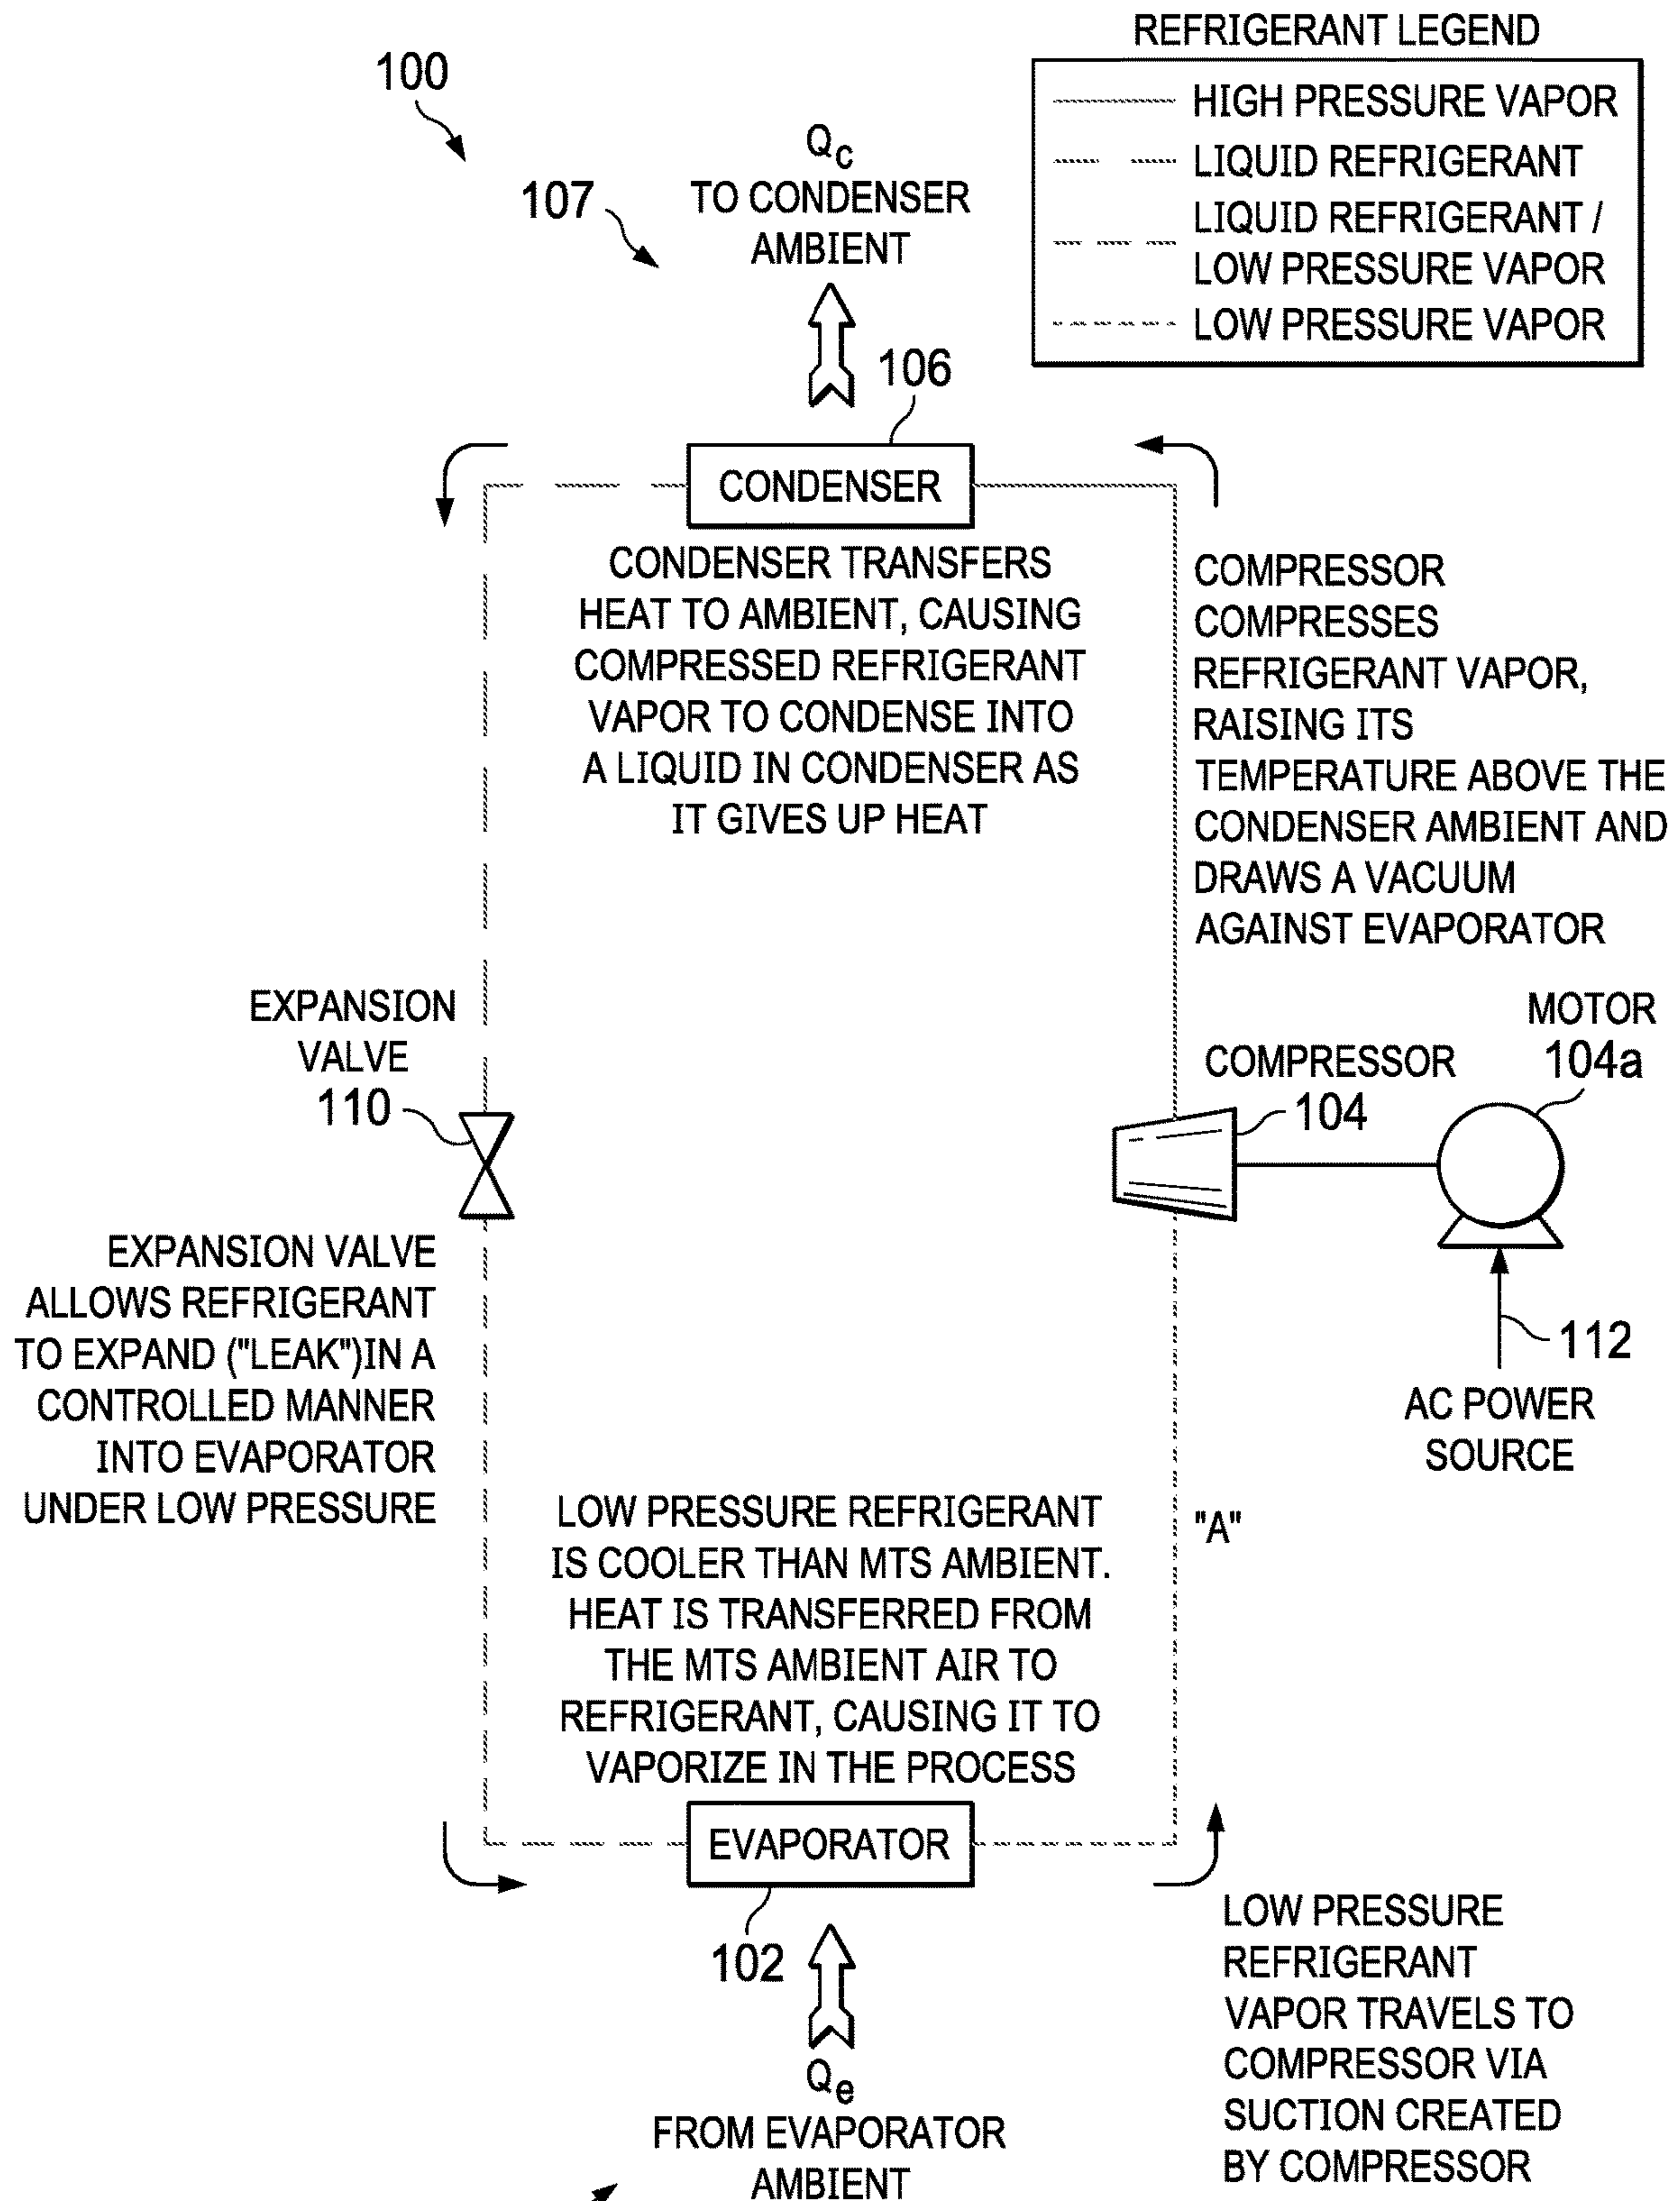 REFRIGERANT LEGEND
HIGH PRESSURE VAPOR
LIQUID REFRIGERANT
LIQUID REFRIGERANT /
LOW PRESSURE VAPOR
LOW PRESSURE VAPOR
100
107
Qc
TO CONDENSER
AMBIENT
106
CONDENSER
CONDENSER TRANSFERS
HEAT TO AMBIENT, CAUSING
COMPRESSED REFRIGERANT
VAPOR TO CONDENSE INTO
A LIQUID IN CONDENSER AS
IT GIVES UP HEAT
COMPRESSOR
COMPRESSES
REFRIGERANT VAPOR,
RAISING ITS
TEMPERATURE ABOVE THE
CONDENSER AMBIENT AND
DRAWS A VACUUM
AGAINST EVAPORATOR
EXPANSION
VALVE
110
COMPRESSOR
104
MOTOR
104a
112
AC POWER
SOURCE
EXPANSION VALVE
ALLOWS REFRIGERANT
TO EXPAND ("LEAK")IN A
CONTROLLED MANNER
INTO EVAPORATOR
UNDER LOW PRESSURE
LOW PRESSURE REFRIGERANT
IS COOLER THAN MTS AMBIENT.
HEAT IS TRANSFERRED FROM
THE MTS AMBIENT AIR TO
REFRIGERANT, CAUSING IT TO
VAPORIZE IN THE PROCESS
"A"
EVAPORATOR
102
Qe
FROM EVAPORATOR
AMBIENT
LOW PRESSURE
REFRIGERANT
VAPOR TRAVELS TO
COMPRESSOR VIA
SUCTION CREATED
BY COMPRESSOR